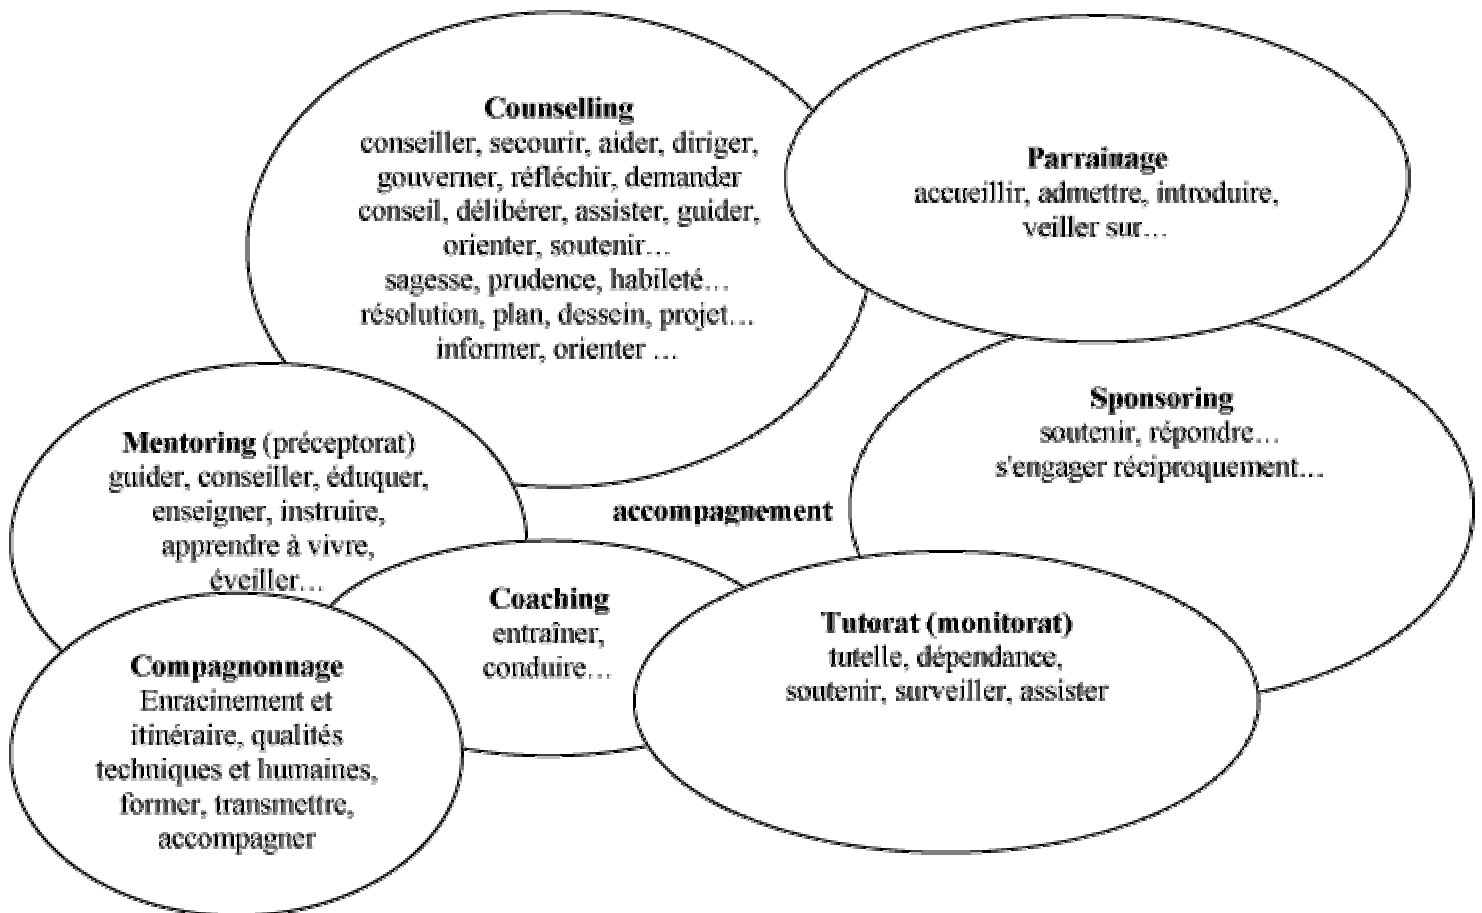 Counselling
conseiller, secourir, aider, diriger,
gouverner, réfléchir, demander
conseil, délibérer, assister, guider,
orienter, soutenir…
sagesse, prudence, habileté…
résolution, plan, dessein, projet…
informer, orienter …
Parrainage
accueillir, admettre, introduire,
veiller sur…
Sponsoring
soutenir, répondre…
s'engager réciproquement…
Mentoring (préceptorat)
guider, conseiller, éduquer,
enseigner, instruire,
apprendre à vivre,
éveiller…
accompagnement
Coaching
entraîner,
conduire…
Tutorat (monitorat)
tutelle, dépendance,
soutenir, surveiller, assister
Compagnonnage
Enracinement et
itinéraire, qualités
techniques et humaines,
former, transmettre,
accompagner